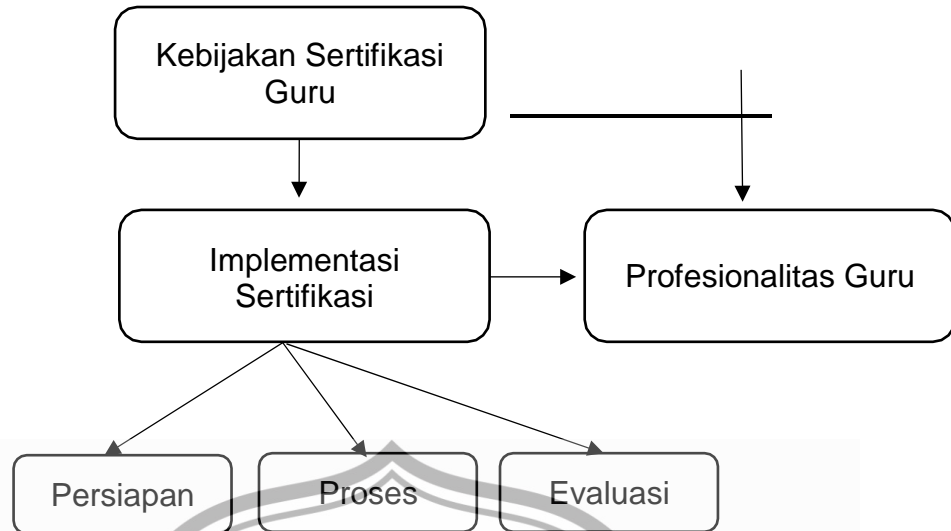 Kebijakan Sertifikasi
Guru
Implementasi
Sertifikasi
Profesionalitas Guru
Persiapan
Proses
Evaluasi